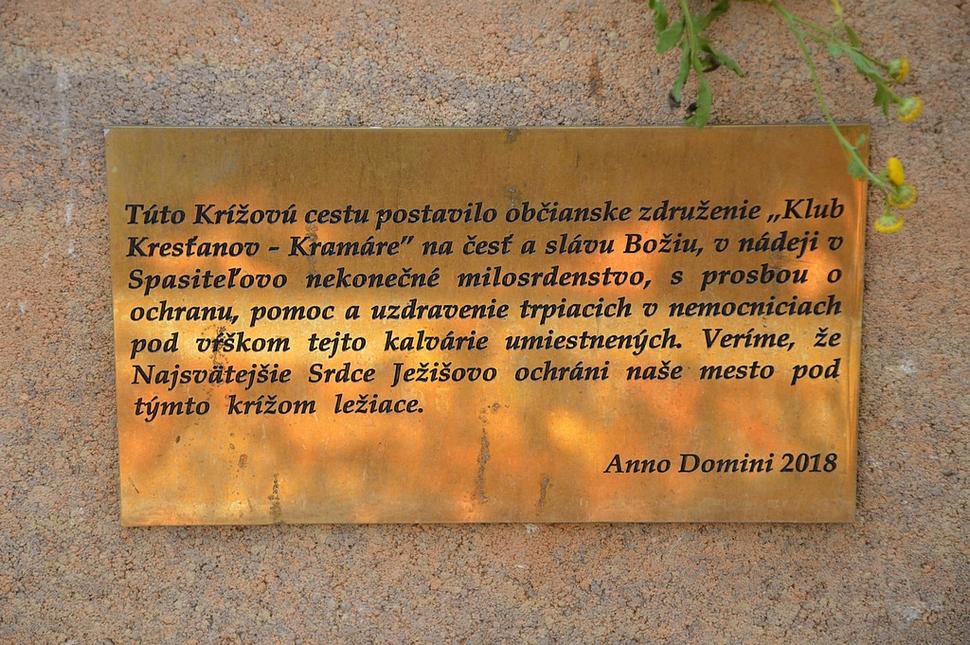 Túto Krížovú cestu postavilo občianske združenie „Klub
Kresťanov - Kramáre” na česť a slávu Božiu, v nádeji v
Spasiteľovo nekonečné milosrdenstvo, s prosbou o
ochranu, pomoc a uzdravenie trpiacich v nemocniciach
pod vŕškom tejto kalvárie umiestnených. Veríme, že
Najsvätejšie Srdce Ježišovo ochráni naše mesto pod
týmto krížom ležiace.
Anno Domini 2018